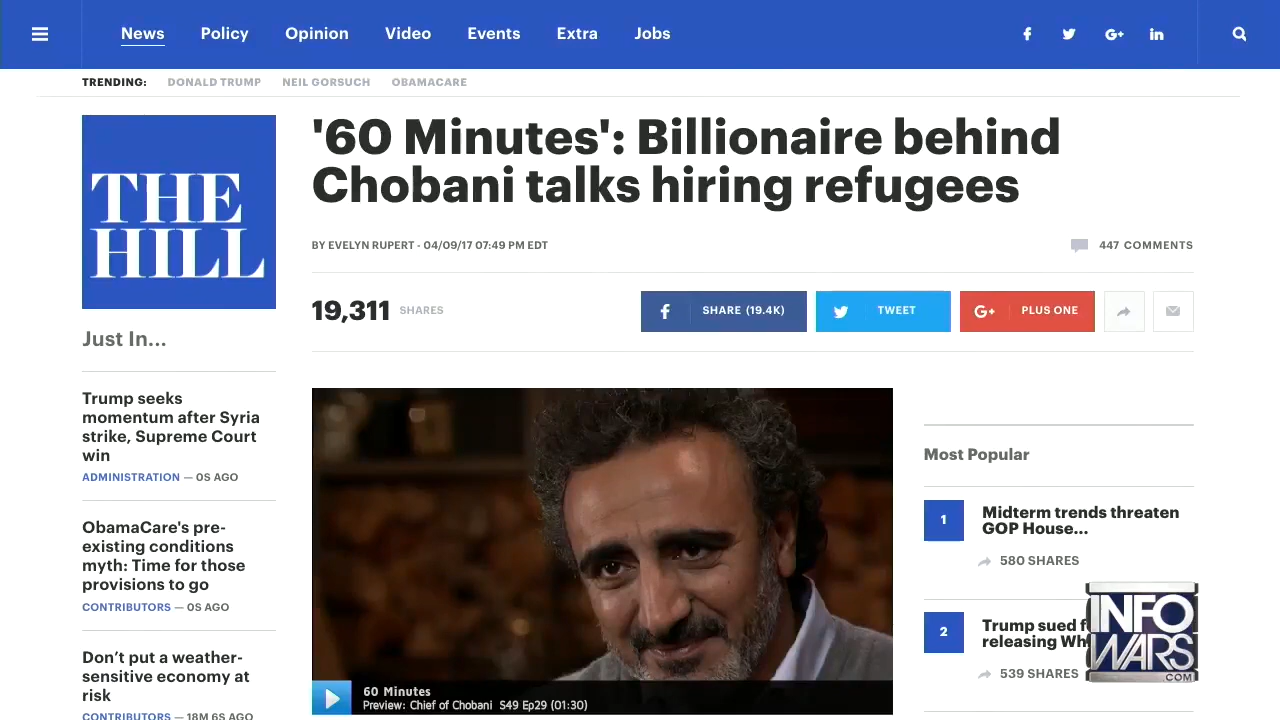 News Policy Opinion Video Events Extra Jobs
TRENDING: DONALD TRUMP NEIL GORSUCH OBAMACARE
THE
HILL
'60 Minutes': Billionaire behind
Chobani talks hiring refugees
BY EVELYN RUPERT - 04/09/17 07:49 PM EDT
447 COMMENTS
19,311 SHARES
SHARE (19.4K)
TWEET
G+ PLUS ONE
Just In...
Trump seeks
momentum after Syria
strike, Supreme Court
win
ADMINISTRATION — 0S AGO
ObamaCare's pre-
existing conditions
myth: Time for those
provisions to go
CONTRIBUTORS — 0S AGO
Don’t put a weather-
sensitive economy at
risk
CONTRIBUTORS — 18M 6S AGO
60 Minutes
Preview: Chief of Chobani S49 Ep29 (01:30)
Most Popular
1
Midterm trends threaten
GOP House...
580 SHARES
2
Trump sued
releasing
539 SHARES
INFO
WARS
.COM